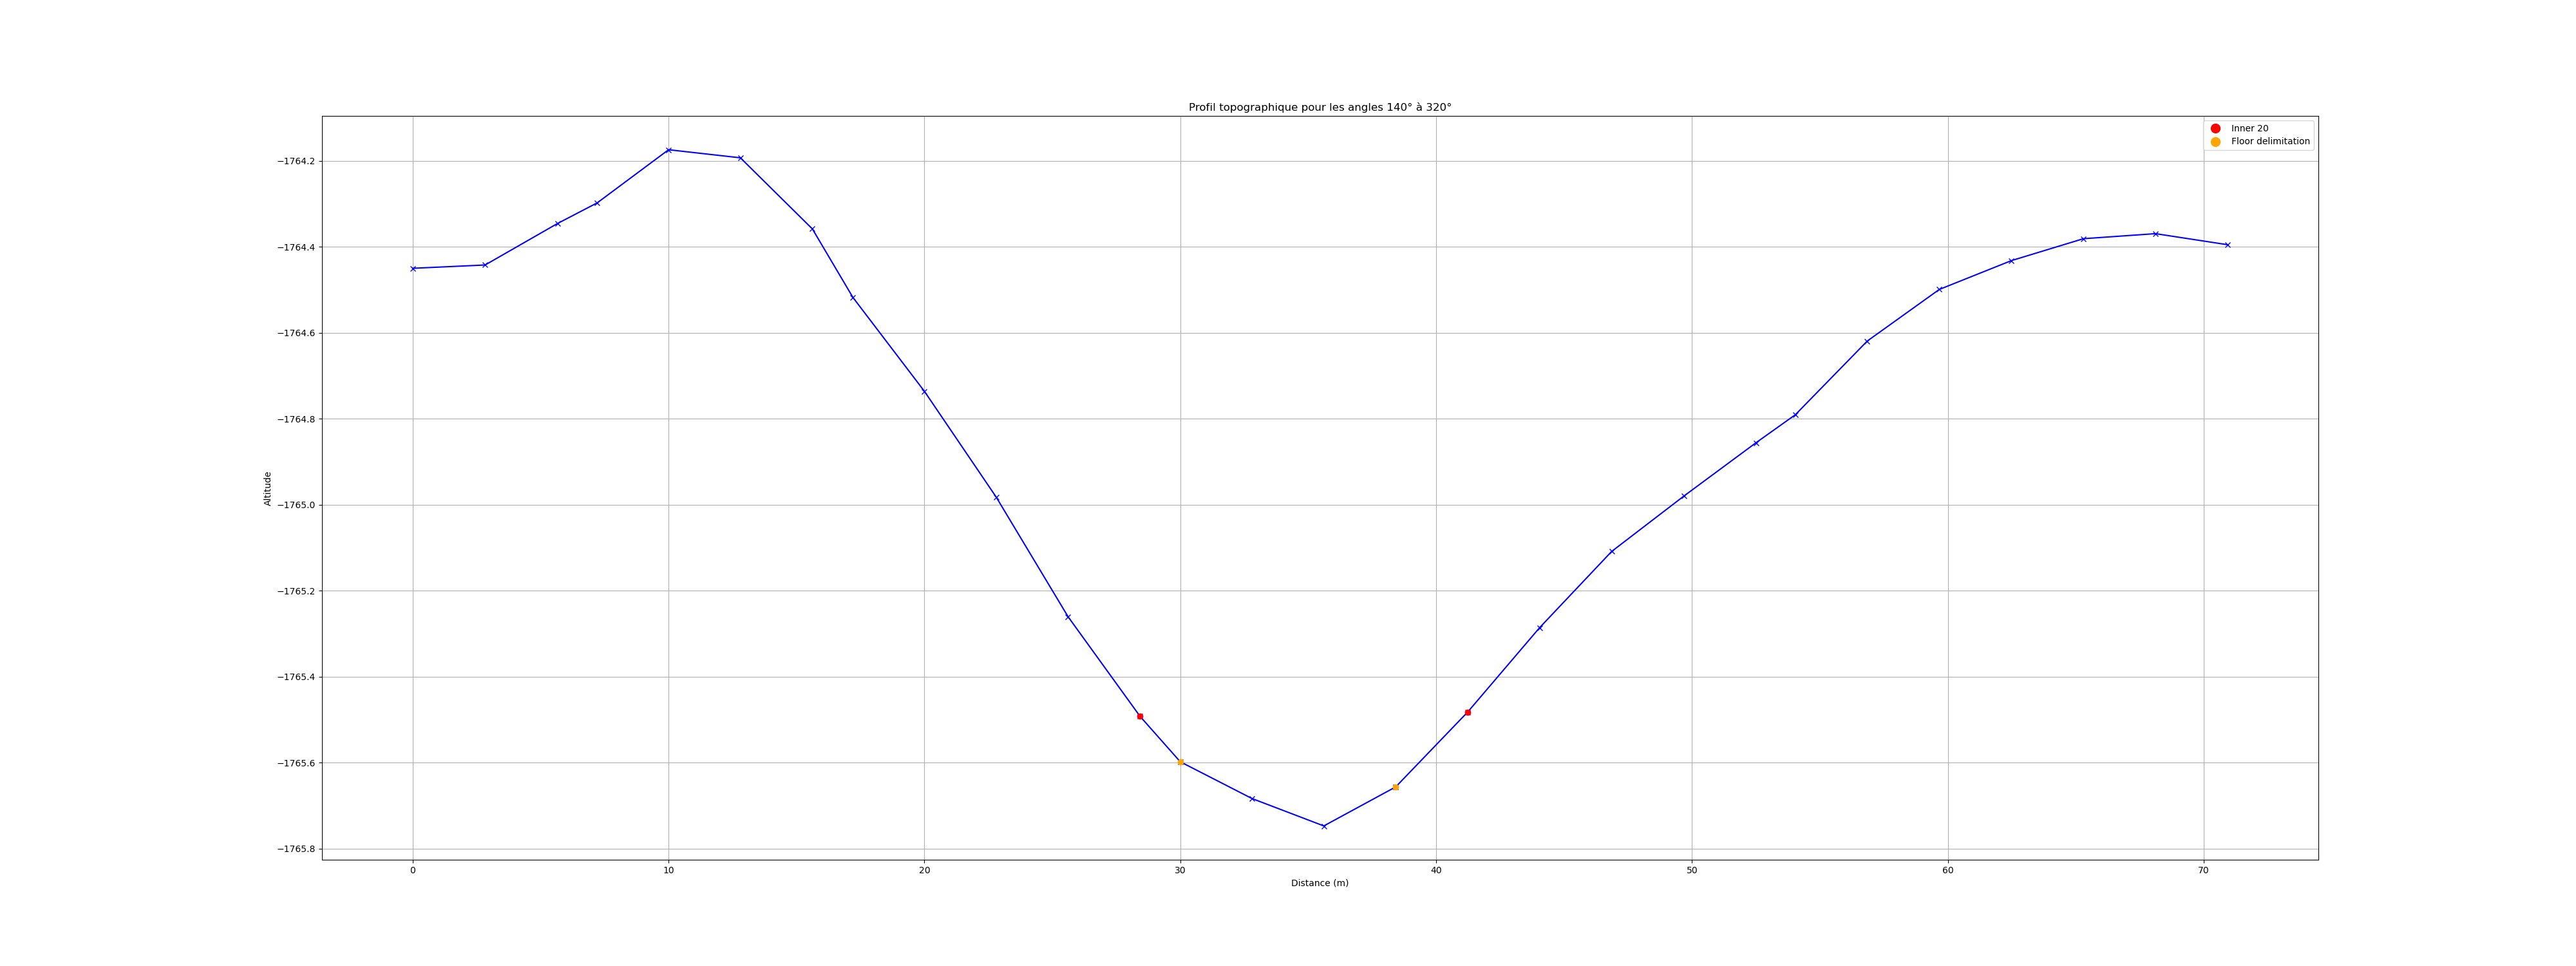 Profil topographique pour les angles 140° à 320°
Inner 20
Floor delimitation
−1764.2
−1764.4
−1764.6
−1764.8
−1765.0
−1765.2
−1765.4
−1765.6
−1765.8
Altitude
0 10 20 30 40 50 60 70
Distance (m)